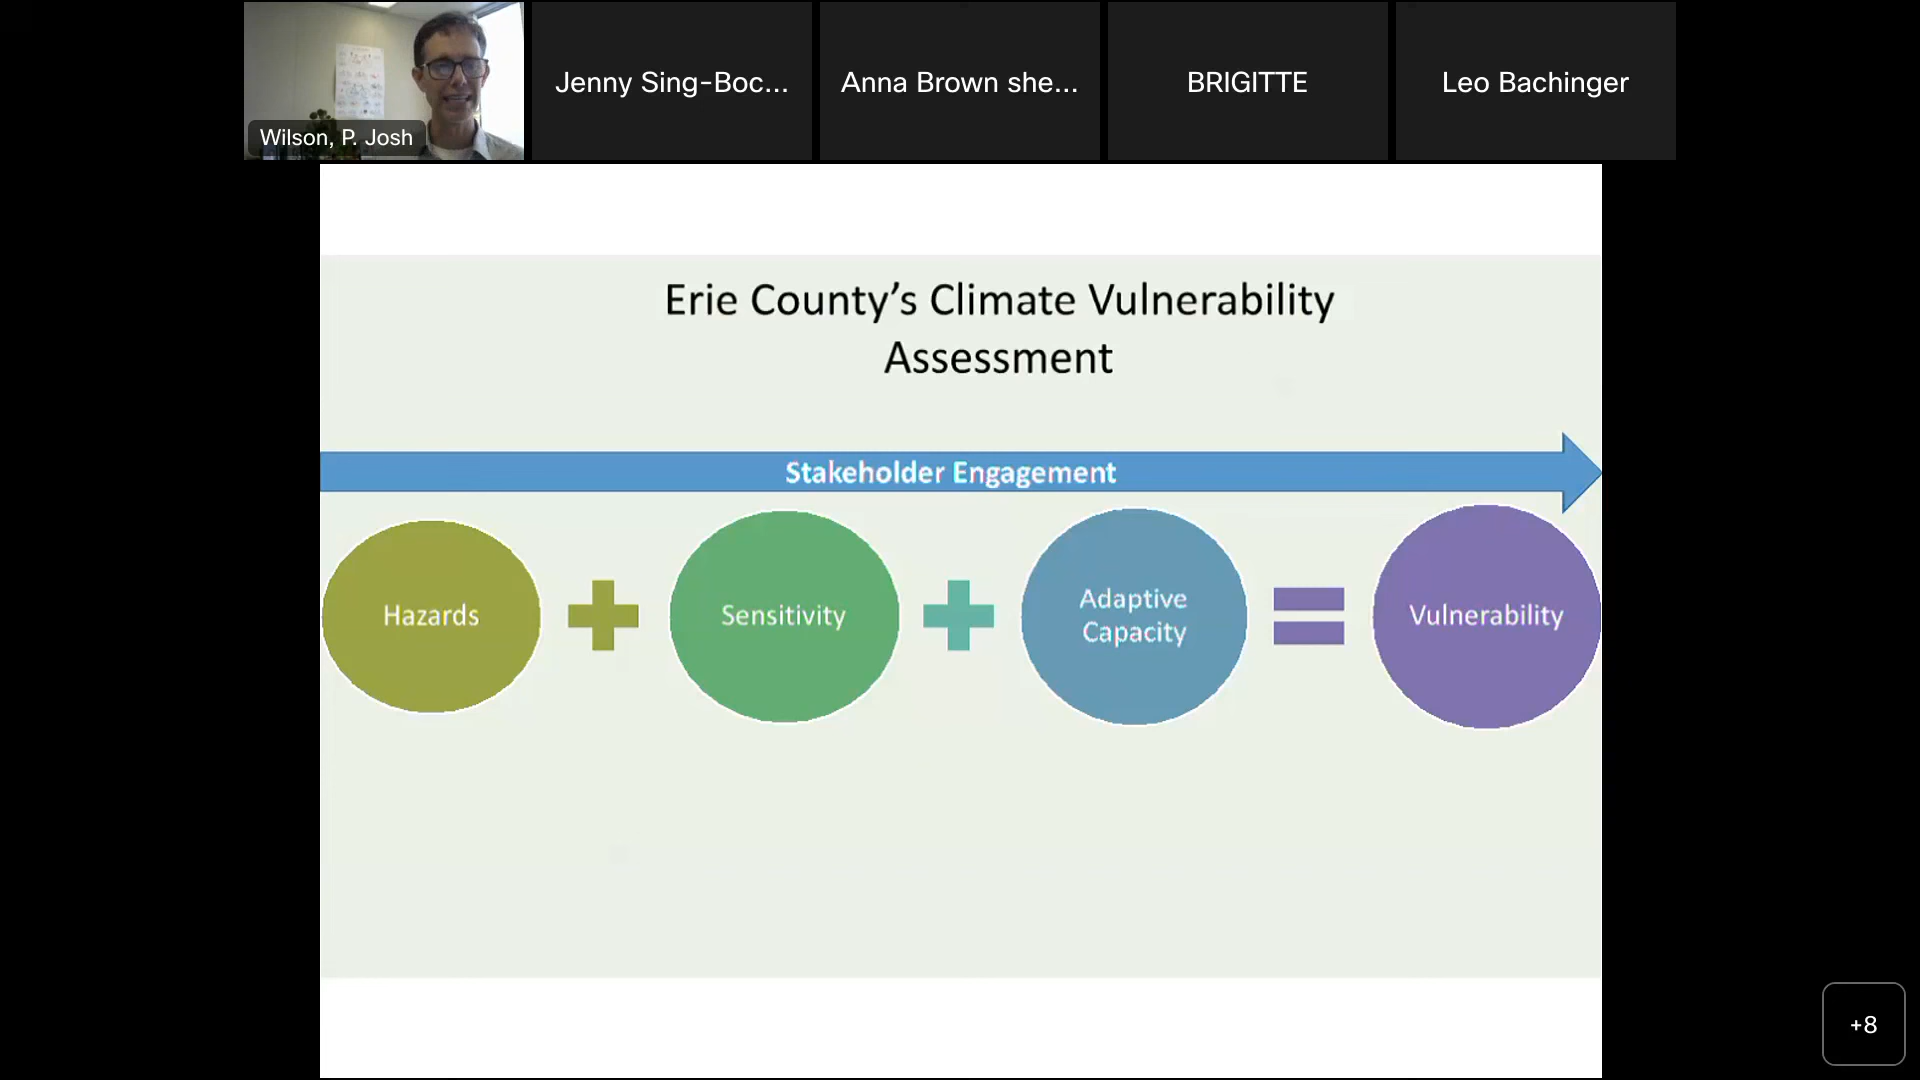 Wilson, P. Josh
Jenny Sing-Boc...
Anna Brown she...
BRIGITTE
Leo Bachinger
Erie County’s Climate Vulnerability
Assessment
Stakeholder Engagement
Hazards
Sensitivity
Adaptive
Capacity
Vulnerability
+8